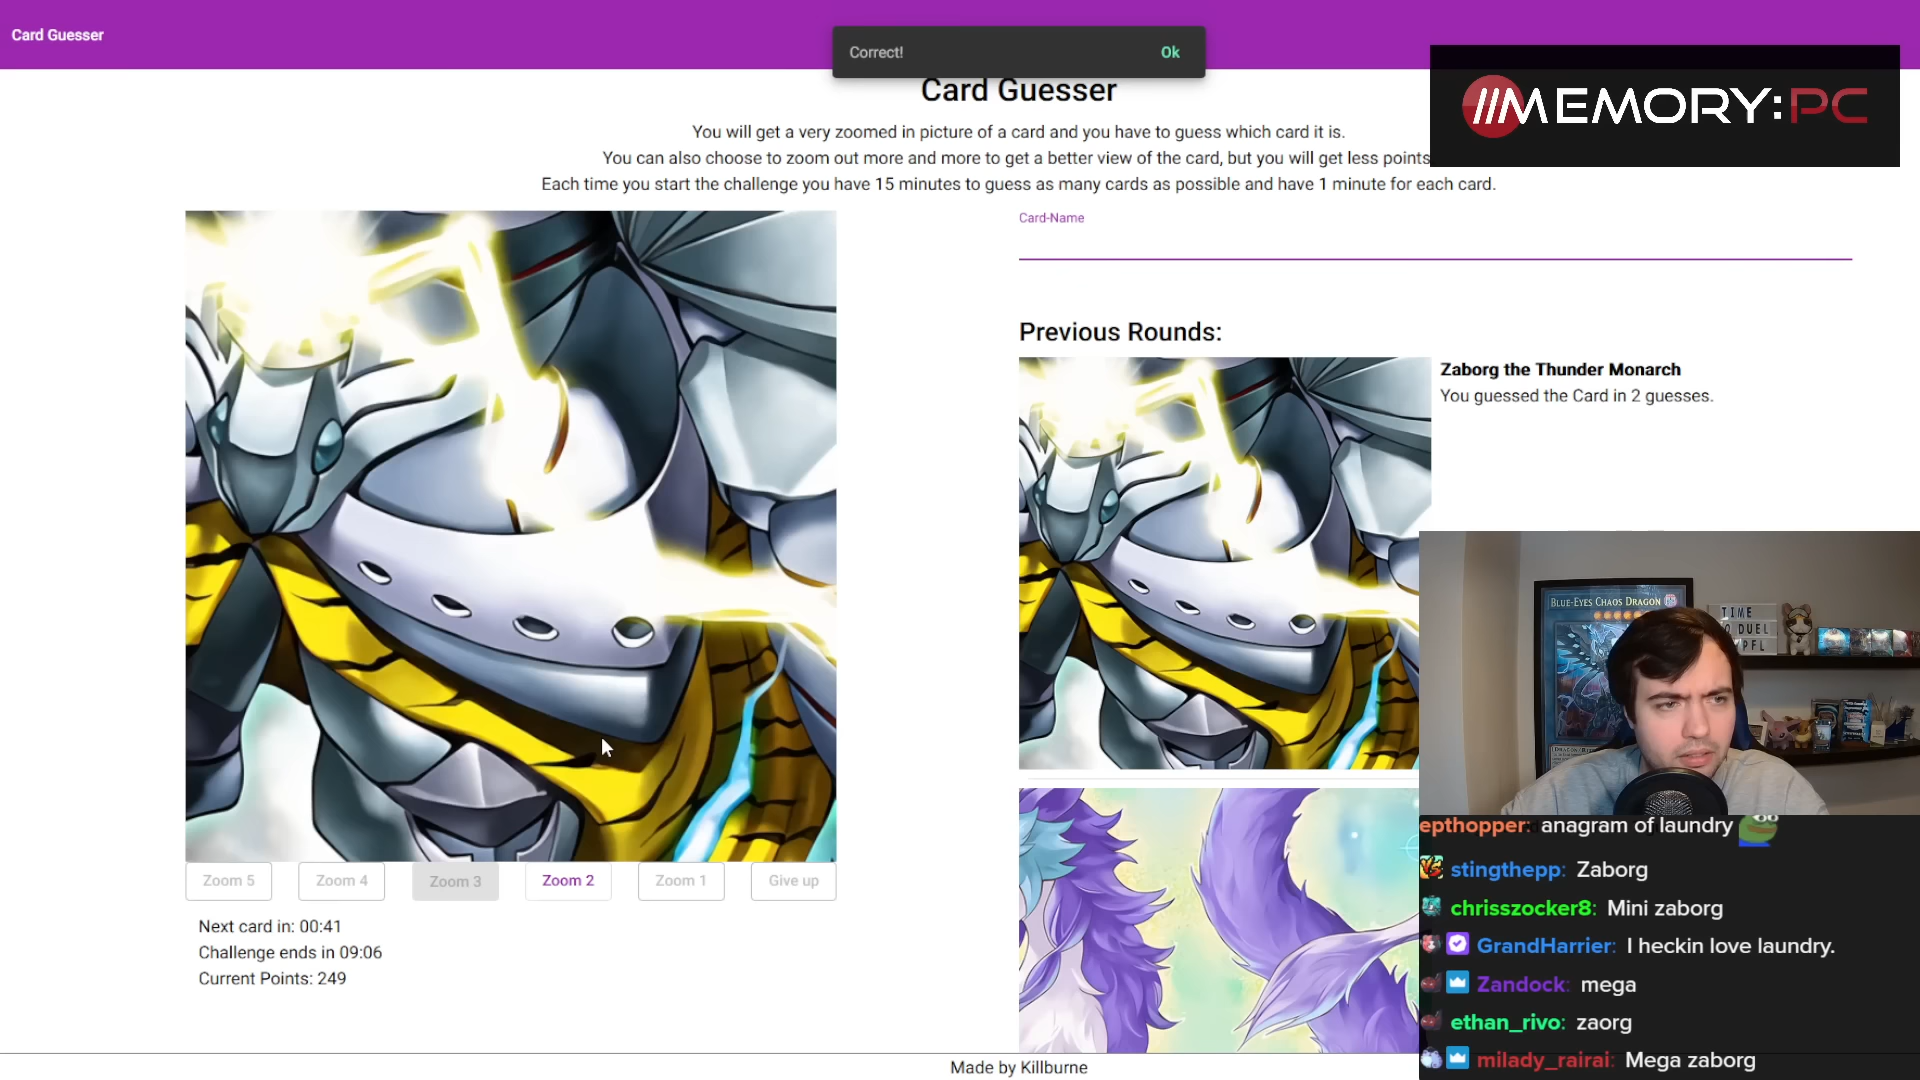 Card Guesser
Correct!
Ok
//MEMORY:PC
Card Guesser
You will get a very zoomed in picture of a card and you have to guess which card it is.
You can also choose to zoom out more and more to get a better view of the card, but you will get less points
Each time you start the challenge you have 15 minutes to guess as many cards as possible and have 1 minute for each card.
Card-Name
Previous Rounds:
Zaborg the Thunder Monarch
You guessed the Card in 2 guesses.
BLUE-EYES CHAOS DRAGON
TIME
DUEL
PFL
Zoom 5
Zoom 4
Zoom 3
Zoom 2
Zoom 1
Give up
Next card in: 00:41
Challenge ends in 09:06
Current Points: 249
epthopper: anagram of laundry
stingthepp: Zaborg
chrisszocker8: Mini zaborg
GrandHarrier: I heckin love laundry.
Zandock: mega
ethan_rivo: zaorg
milady_rairai: Mega zaborg
Made by Killburne